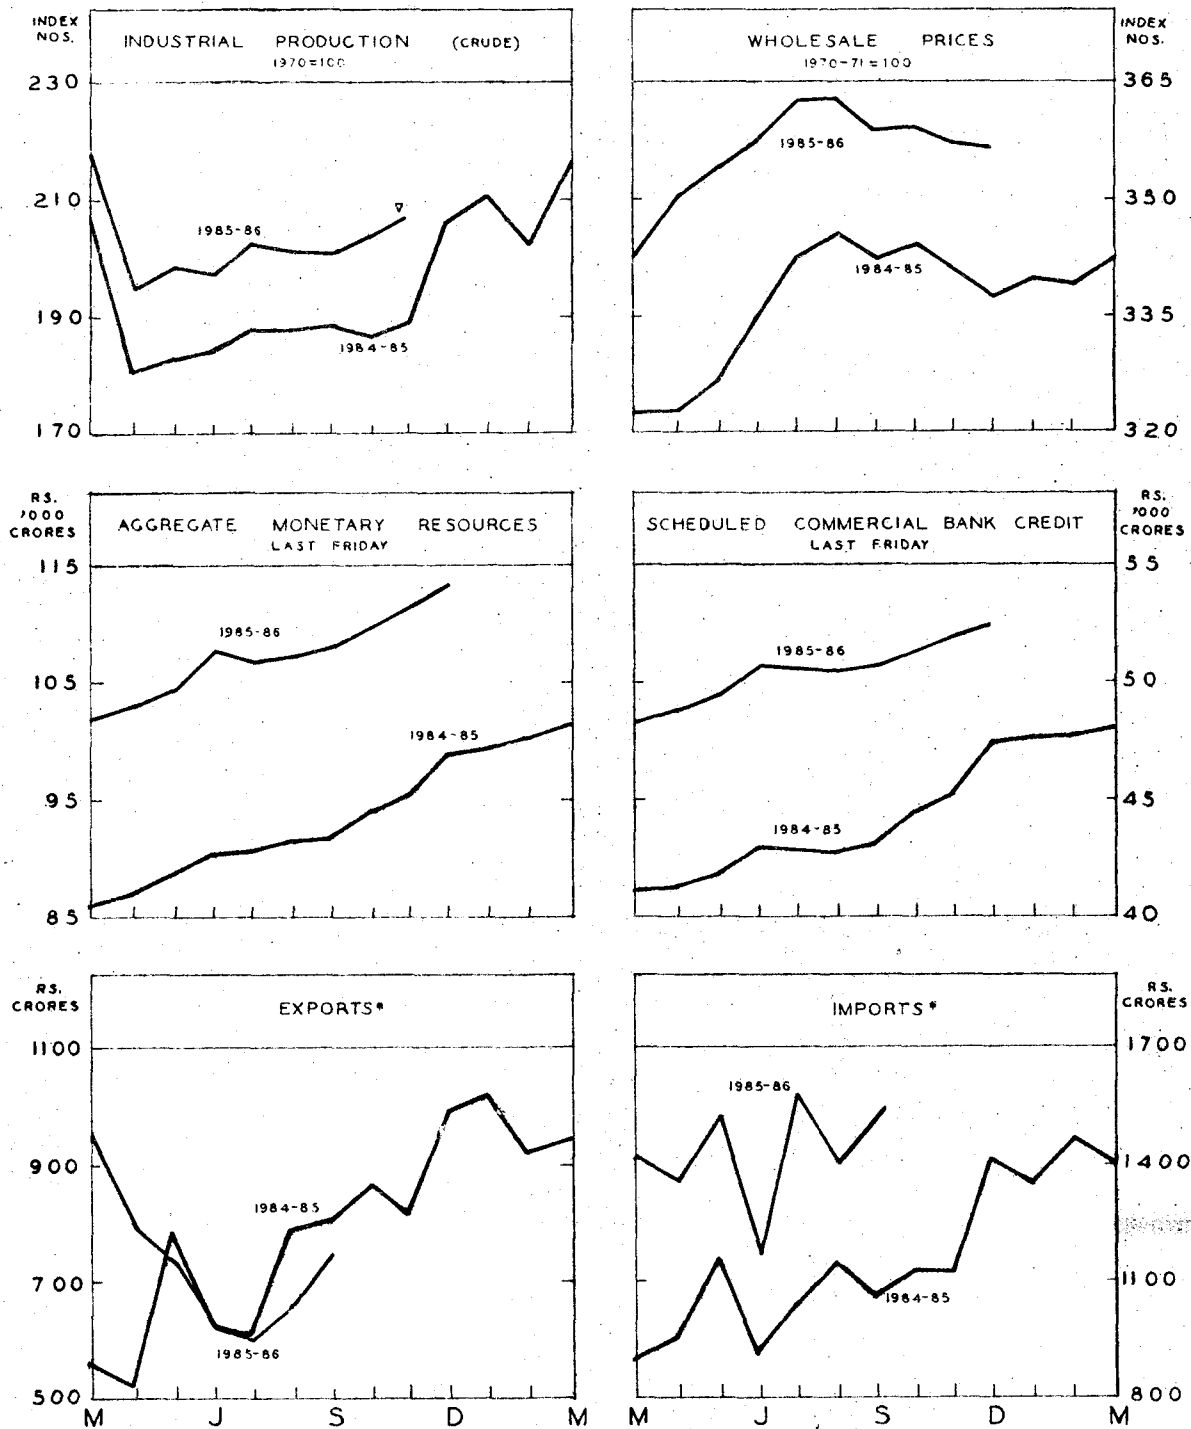 INDEX
NOS.
INDUSTRIAL PRODUCTION (CRUDE)
1970=100
230
210
190
170
1985-86
1984-85
WHOLESALE PRICES
1970-71=100
INDEX
NOS.
365
350
335
320
1985-86
1984-85
RS.
'000
CRORES
AGGREGATE MONETARY RESOURCES
LAST FRIDAY
115
105
95
85
1985-86
1984-85
SCHEDULED COMMERCIAL BANK CREDIT
LAST FRIDAY
RS.
'000
CRORES
55
50
45
40
1985-86
1984-85
RS.
CRORES
EXPORTS*
1100
900
700
500
1984-85
1985-86
M J S D M
IMPORTS*
RS.
CRORES
1700
1400
1100
800
1985-86
1984-85
M J S D M